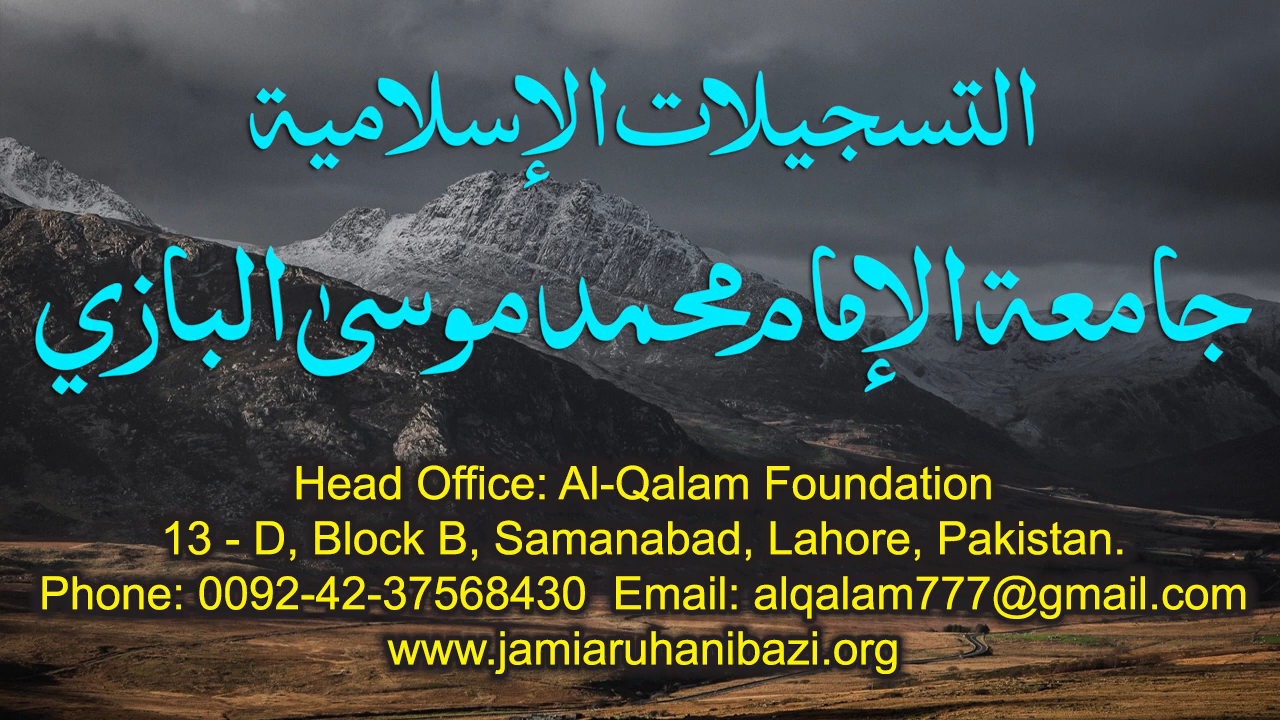 التسجيلات الإسلامية
جامعة الإمام محمد موسىٰ البازي
Head Office: Al-Qalam Foundation
13 - D, Block B, Samanabad, Lahore, Pakistan.
Phone: 0092-42-37568430 Email: alqalam777@gmail.com
www.jamiaruhanibazi.org